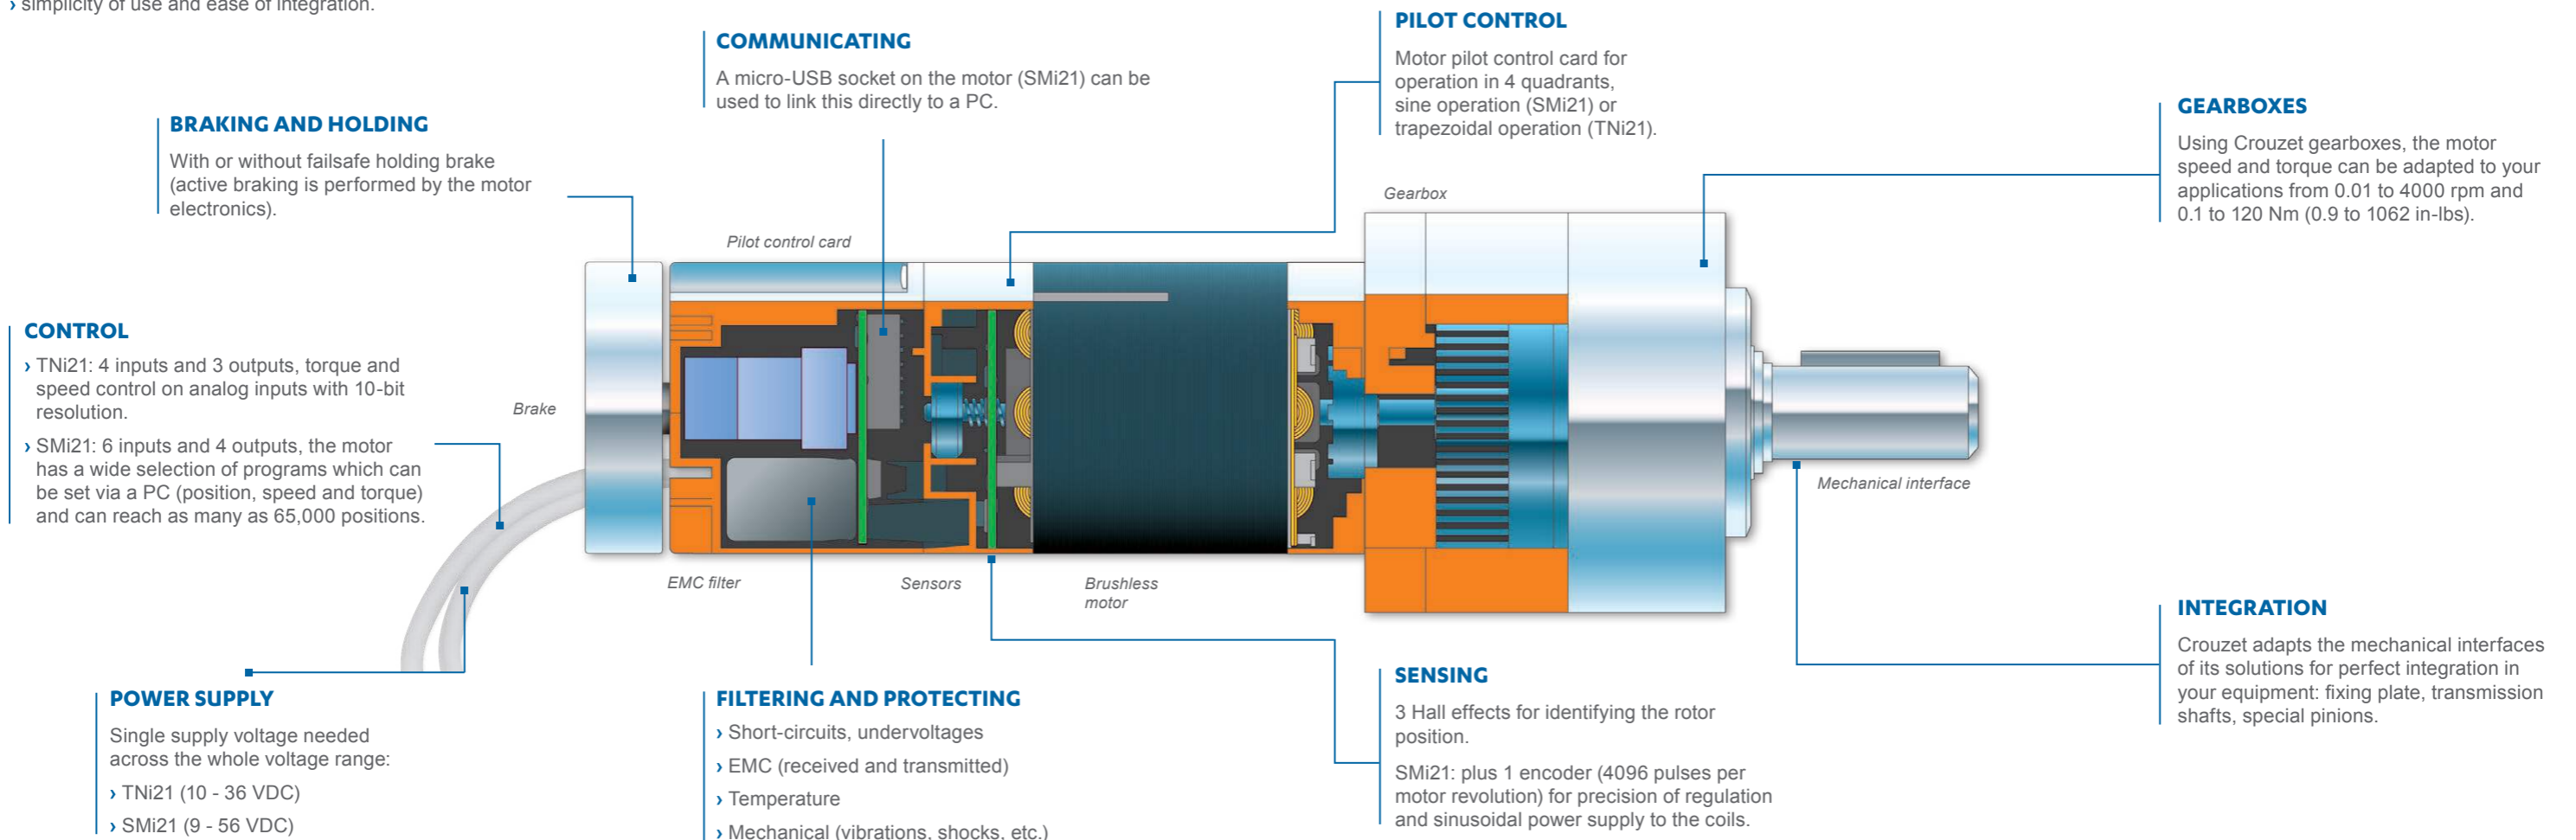 › simplicity of use and ease of integration.
COMMUNICATING
A micro-USB socket on the motor (SMi21) can be
used to link this directly to a PC.
PILOT CONTROL
Motor pilot control card for
operation in 4 quadrants,
sine operation (SMi21) or
trapezoidal operation (TNi21).
BRAKING AND HOLDING
With or without failsafe holding brake
(active braking is performed by the motor
electronics).
GEARBOXES
Using Crouzet gearboxes, the motor
speed and torque can be adapted to your
applications from 0.01 to 4000 rpm and
0.1 to 120 Nm (0.9 to 1062 in-lbs).
Gearbox
Pilot control card
CONTROL
› TNi21: 4 inputs and 3 outputs, torque and
speed control on analog inputs with 10-bit
resolution.
› SMi21: 6 inputs and 4 outputs, the motor
has a wide selection of programs which can
be set via a PC (position, speed and torque)
and can reach as many as 65,000 positions.
Brake
Mechanical interface
EMC filter
Sensors
Brushless
motor
POWER SUPPLY
Single supply voltage needed
across the whole voltage range:
› TNi21 (10 - 36 VDC)
› SMi21 (9 - 56 VDC)
FILTERING AND PROTECTING
› Short-circuits, undervoltages
› EMC (received and transmitted)
› Temperature
› Mechanical (vibrations, shocks, etc.)
SENSING
3 Hall effects for identifying the rotor
position.
SMi21: plus 1 encoder (4096 pulses per
motor revolution) for precision of regulation
and sinusoidal power supply to the coils.
INTEGRATION
Crouzet adapts the mechanical interfaces
of its solutions for perfect integration in
your equipment: fixing plate, transmission
shafts, special pinions.